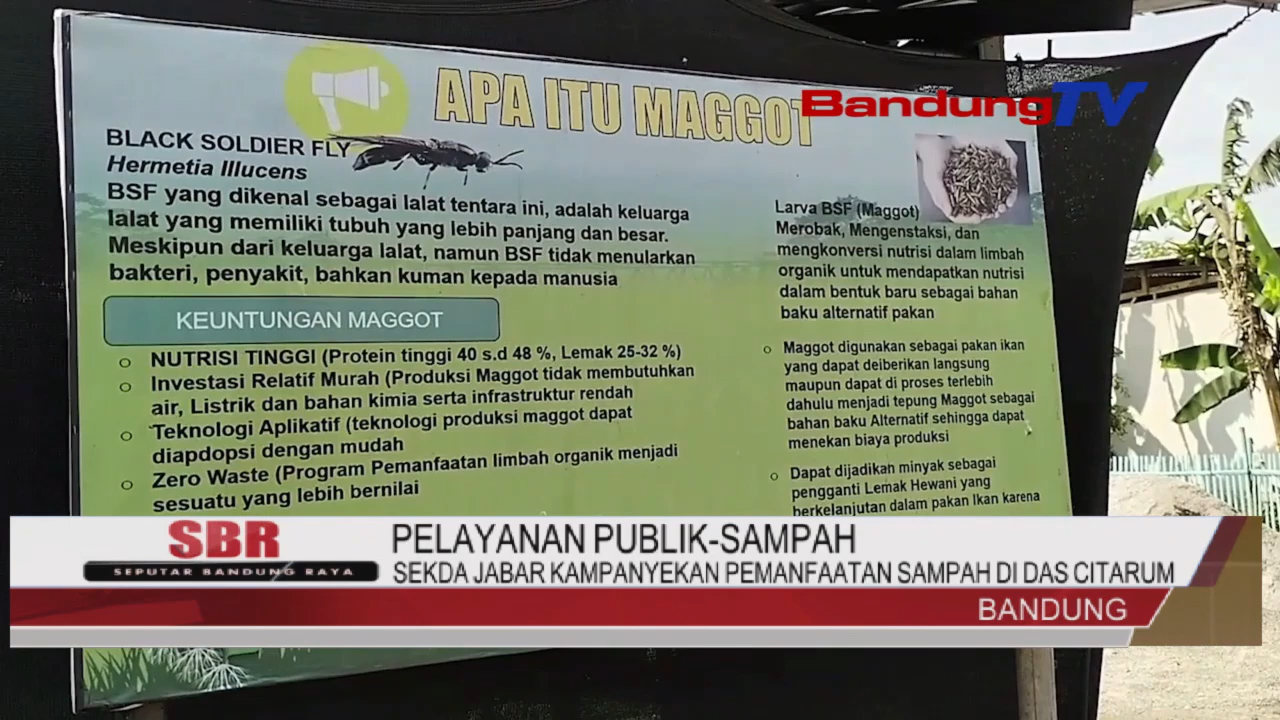 APA ITU MAGGOT
BandungTV
BLACK SOLDIER FLY
Hermetia Illucens
BSF yang dikenal sebagai lalat tentara ini, adalah keluarga
lalat yang memiliki tubuh yang lebih panjang dan besar.
Meskipun dari keluarga lalat, namun BSF tidak menularkan
bakteri, penyakit, bahkan kuman kepada manusia
KEUNTUNGAN MAGGOT
o NUTRISI TINGGI (Protein tinggi 40 s.d 48 %, Lemak 25-32 %)
o Investasi Relatif Murah (Produksi Maggot tidak membutuhkan
air, Listrik dan bahan kimia serta infrastruktur rendah
o Teknologi Aplikatif (teknologi produksi maggot dapat
diapdopsi dengan mudah
o Zero Waste (Program Pemanfaatan limbah organik menjadi
sesuatu yang lebih bernilai
Larva BSF (Maggot)
Merobak, Mengenstaksi, dan
mengkonversi nutrisi dalam limbah
organik untuk mendapatkan nutrisi
dalam bentuk baru sebagai bahan
baku alternatif pakan
o Maggot digunakan sebagai pakan ikan
yang dapat deiberikan langsung
maupun dapat di proses terlebih
dahulu menjadi tepung Maggot sebagai
bahan baku Alternatif sehingga dapat
menekan biaya produksi
o Dapat dijadikan minyak sebagai
pengganti Lemak Hewani yang
berkelanjutan dalam pakan Ikan karena
SBR
SEPUTAR BANDUNG RAYA
PELAYANAN PUBLIK-SAMPAH
SEKDA JABAR KAMPANYEKAN PEMANFAATAN SAMPAH DI DAS CITARUM
BANDUNG